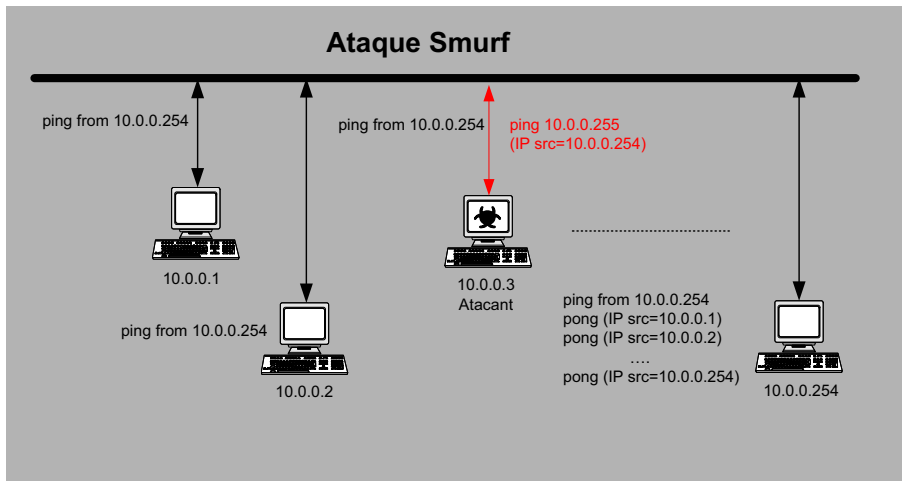 Ataque Smurf
ping from 10.0.0.254
ping from 10.0.0.254
ping 10.0.0.255
(IP src=10.0.0.254)
10.0.0.1
10.0.0.3
Atacant
ping from 10.0.0.254
10.0.0.2
ping from 10.0.0.254
pong (IP src=10.0.0.1)
pong (IP src=10.0.0.2)
....
pong (IP src=10.0.0.254)
10.0.0.254